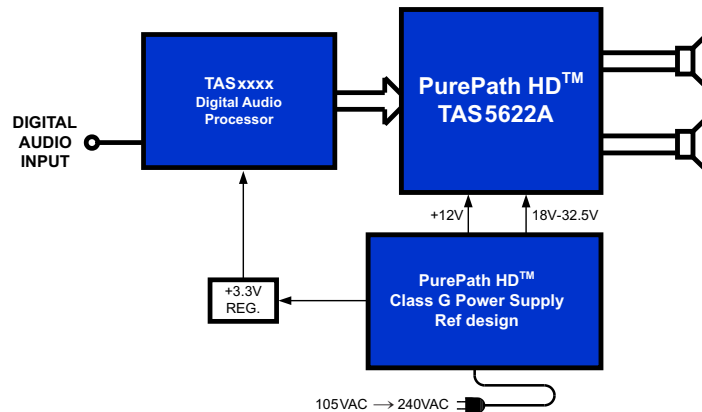 TASxxxx
Digital Audio
Processor
PurePath HD™
TAS5622A
DIGITAL
AUDIO
INPUT
+12V
18V-32.5V
+3.3V
REG.
PurePath HD™
Class G Power Supply
Ref design
105VAC → 240VAC